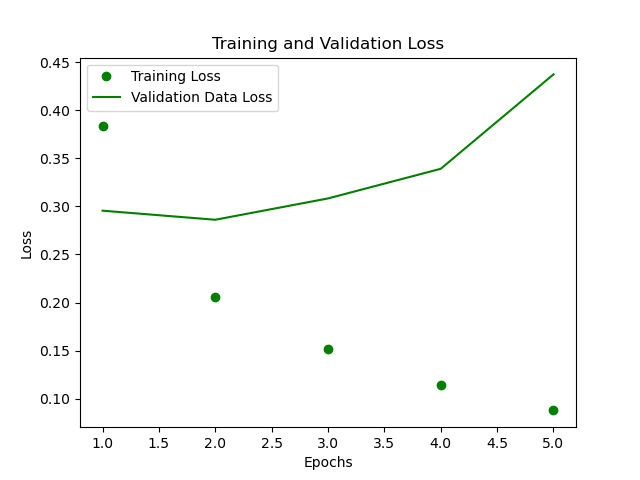 Training and Validation Loss
Training Loss
Validation Data Loss
0.45
0.40
0.35
0.30
0.25
0.20
0.15
0.10
Loss
1.0 1.5 2.0 2.5 3.0 3.5 4.0 4.5 5.0
Epochs